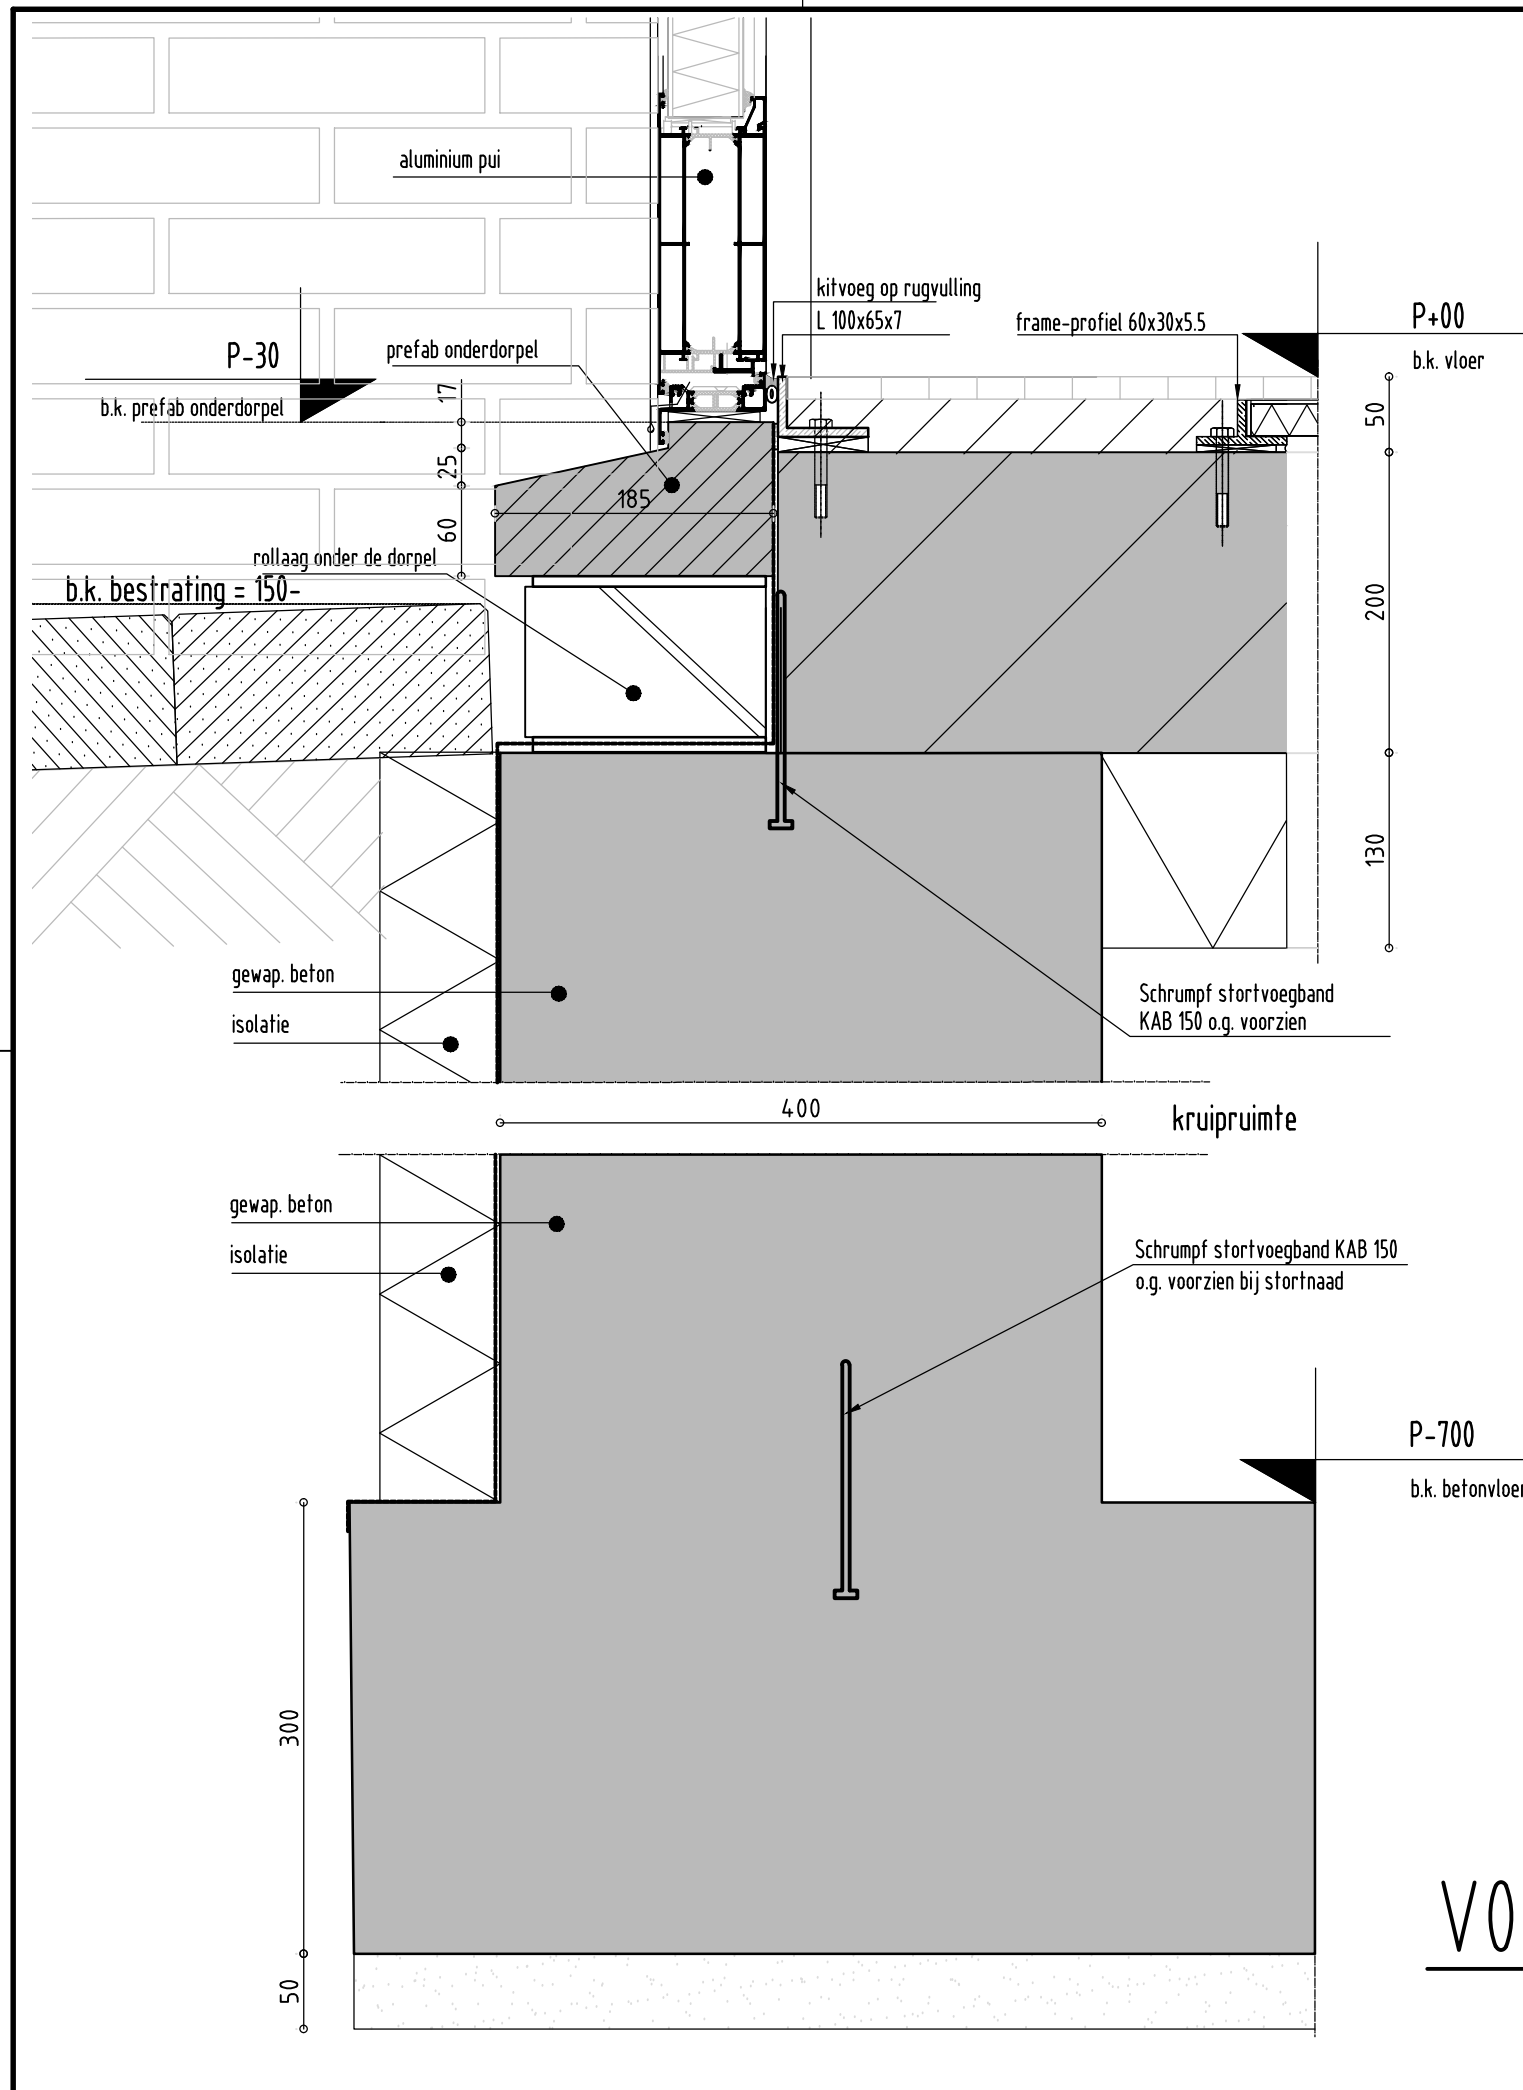 aluminium pui
kitvoeg op rugvulling
L 100x65x7
frame-profiel 60x30x5.5
P+00
b.k. vloer
P-30
prefab onderdorpel
b.k. prefab onderdorpel
17
25
60
185
50
rollaag onder de dorpel
b.k. bestrating = 150-
200
130
gewap. beton
isolatie
Schrumpf stortvoegband
KAB 150 o.g. voorzien
400
kruipruimte
gewap. beton
isolatie
Schrumpf stortvoegband KAB 150
o.g. voorzien bij stortnaad
P-700
b.k. betonvloer
300
50
V0